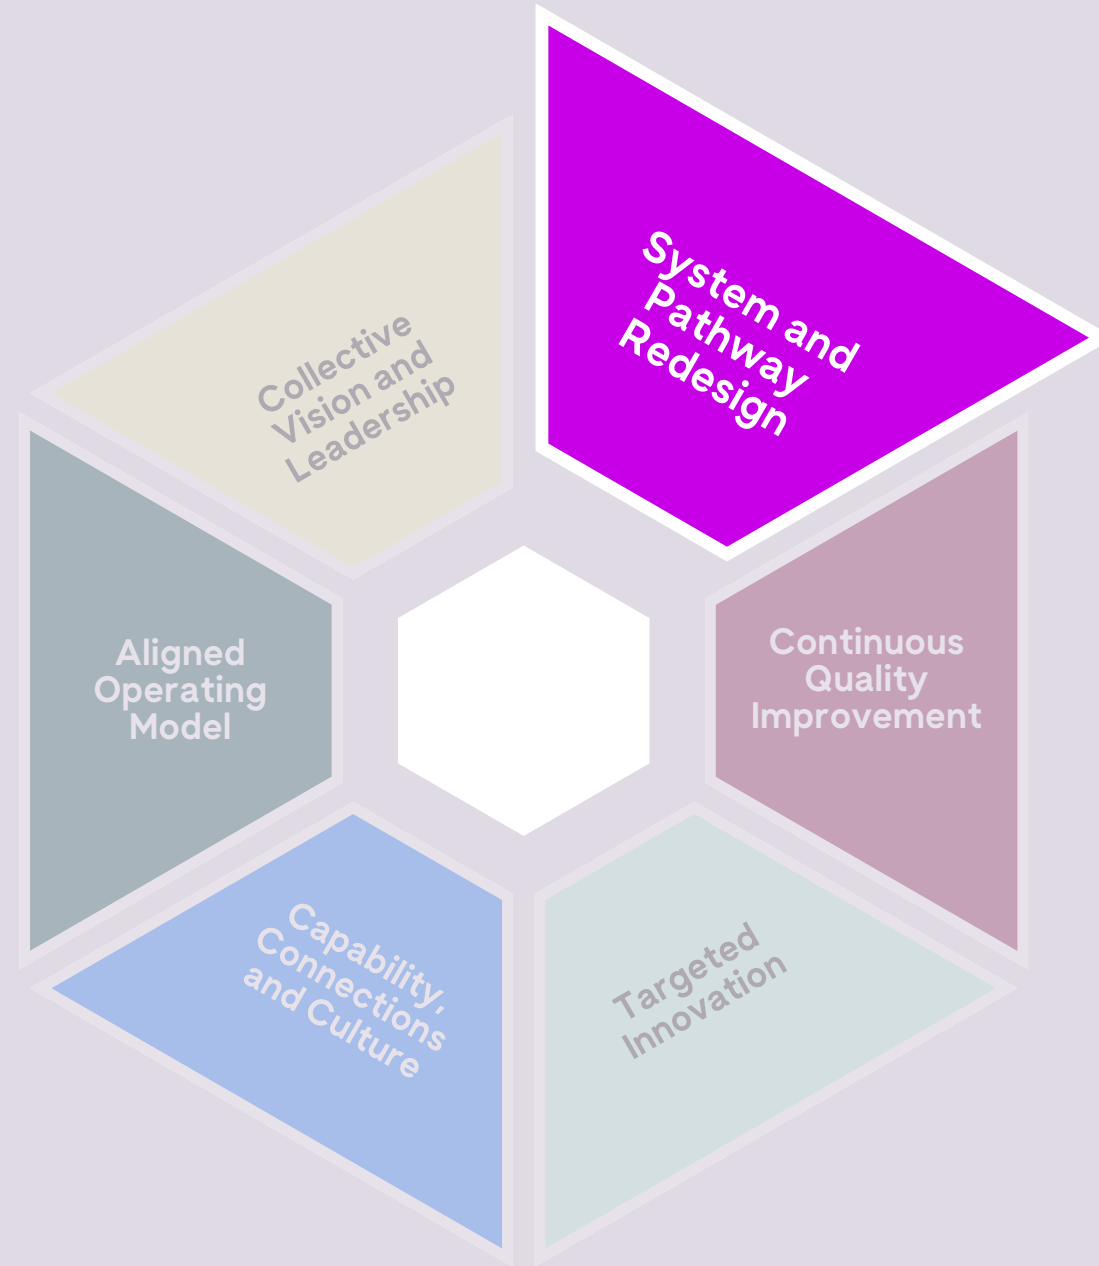 System and
Pathway
Redesign
Collective
Vision and
Leadership
Aligned
Operating
Model
Continuous
Quality
Improvement
Capability,
Connections
and Culture
Targeted
Innovation